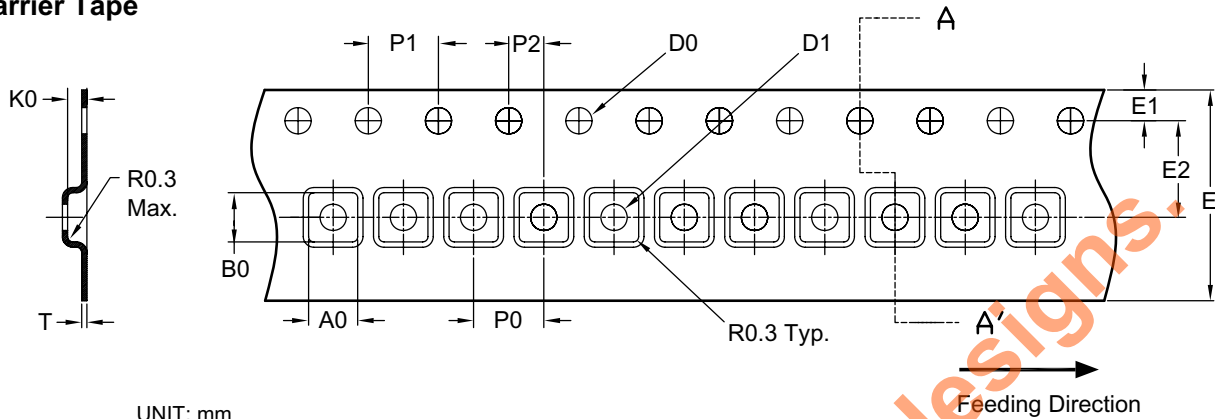 arrier Tape
A
P1
P2
D0
D1
K0
E1
R0.3
Max.
E2
E
B0
T
A0
P0
R0.3 Typ.
A'
Feeding Direction
UNIT: mm
designs.